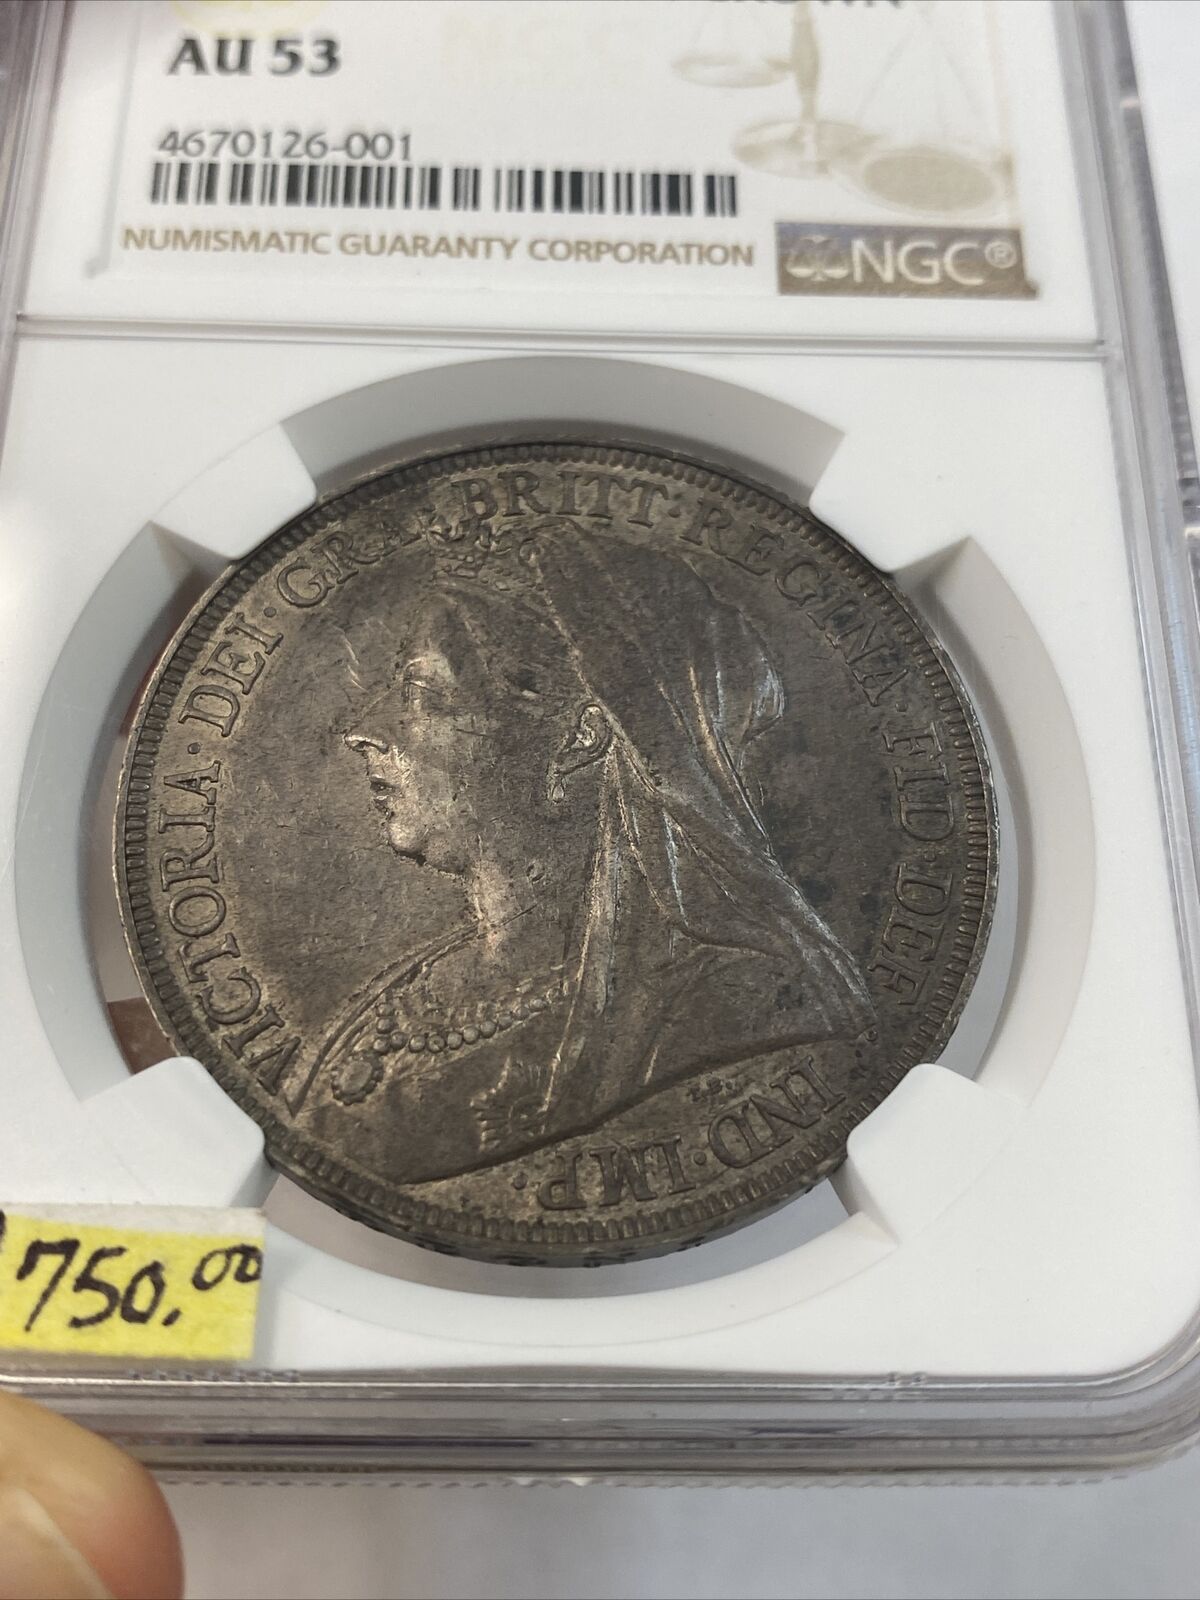 CROWN
AU 53
4670126-001
NUMISMATIC GUARANTY CORPORATION
NGC®
VICTORIA · DEI · GRA · BRITT · REGINA · FID · DEF ·
IND · IMP ·
T.B.
750.00